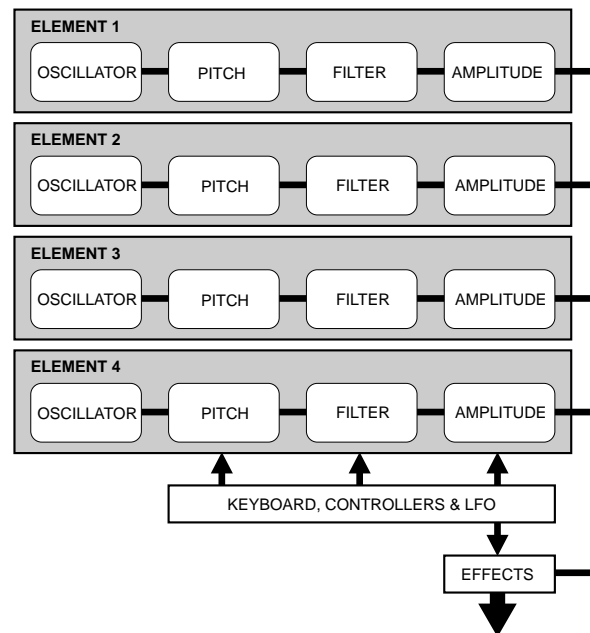 ELEMENT 1
OSCILLATOR PITCH FILTER AMPLITUDE
ELEMENT 2
OSCILLATOR PITCH FILTER AMPLITUDE
ELEMENT 3
OSCILLATOR PITCH FILTER AMPLITUDE
ELEMENT 4
OSCILLATOR PITCH FILTER AMPLITUDE
KEYBOARD, CONTROLLERS & LFO
EFFECTS